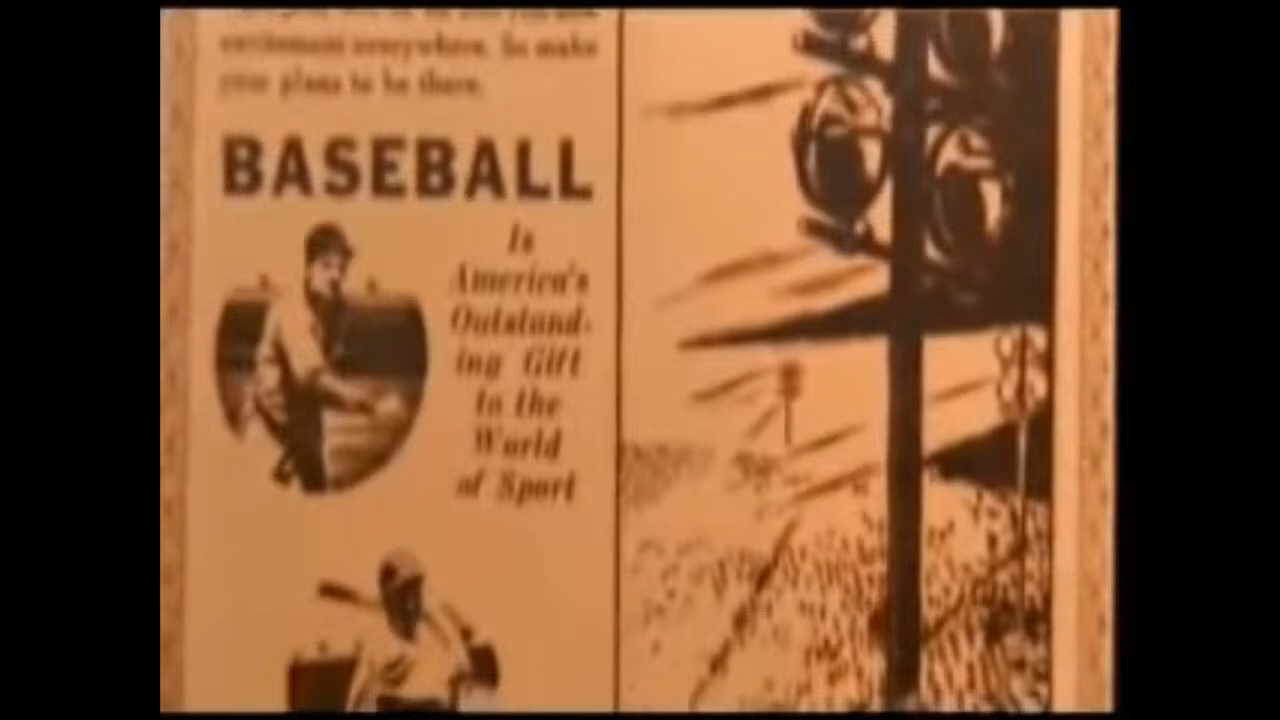 excitement everywhere. So make
your plans to be there.
BASEBALL
Is
America's
Outstand-
ing Gift
to the
World
of Sport